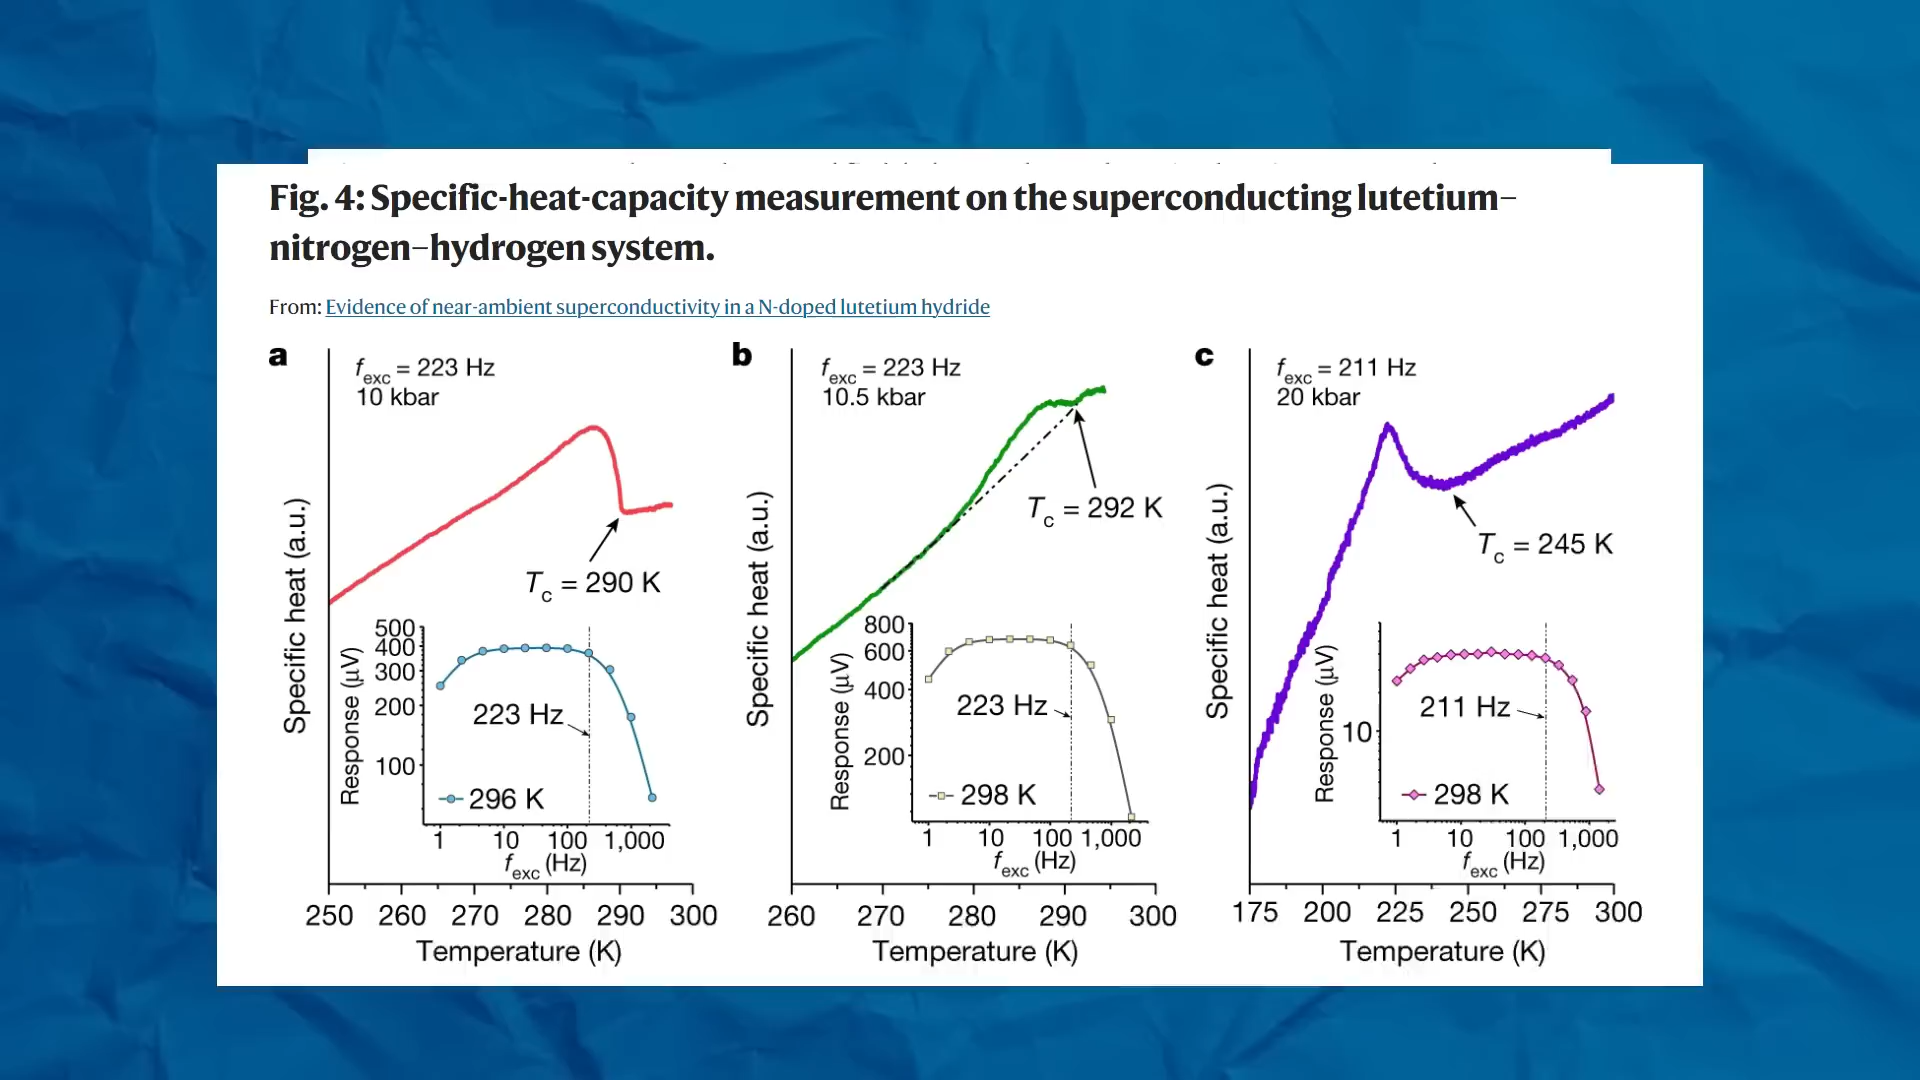 Fig. 4: Specific-heat-capacity measurement on the superconducting lutetium–
nitrogen–hydrogen system.
From: Evidence of near-ambient superconductivity in a N-doped lutetium hydride
a
fexc = 223 Hz
10 kbar
Tc = 290 K
Specific heat (a.u.)
500
400
300
200
100
Response (µV)
223 Hz
296 K
1 10 100 1,000
fexc (Hz)
250 260 270 280 290 300
Temperature (K)
b
fexc = 223 Hz
10.5 kbar
Tc = 292 K
Specific heat (a.u.)
800
600
400
200
Response (µV)
223 Hz
298 K
1 10 100 1,000
fexc (Hz)
260 270 280 290 300
Temperature (K)
c
fexc = 211 Hz
20 kbar
Tc = 245 K
Specific heat (a.u.)
10
Response (µV)
211 Hz
298 K
1 10 100 1,000
fexc (Hz)
175 200 225 250 275 300
Temperature (K)